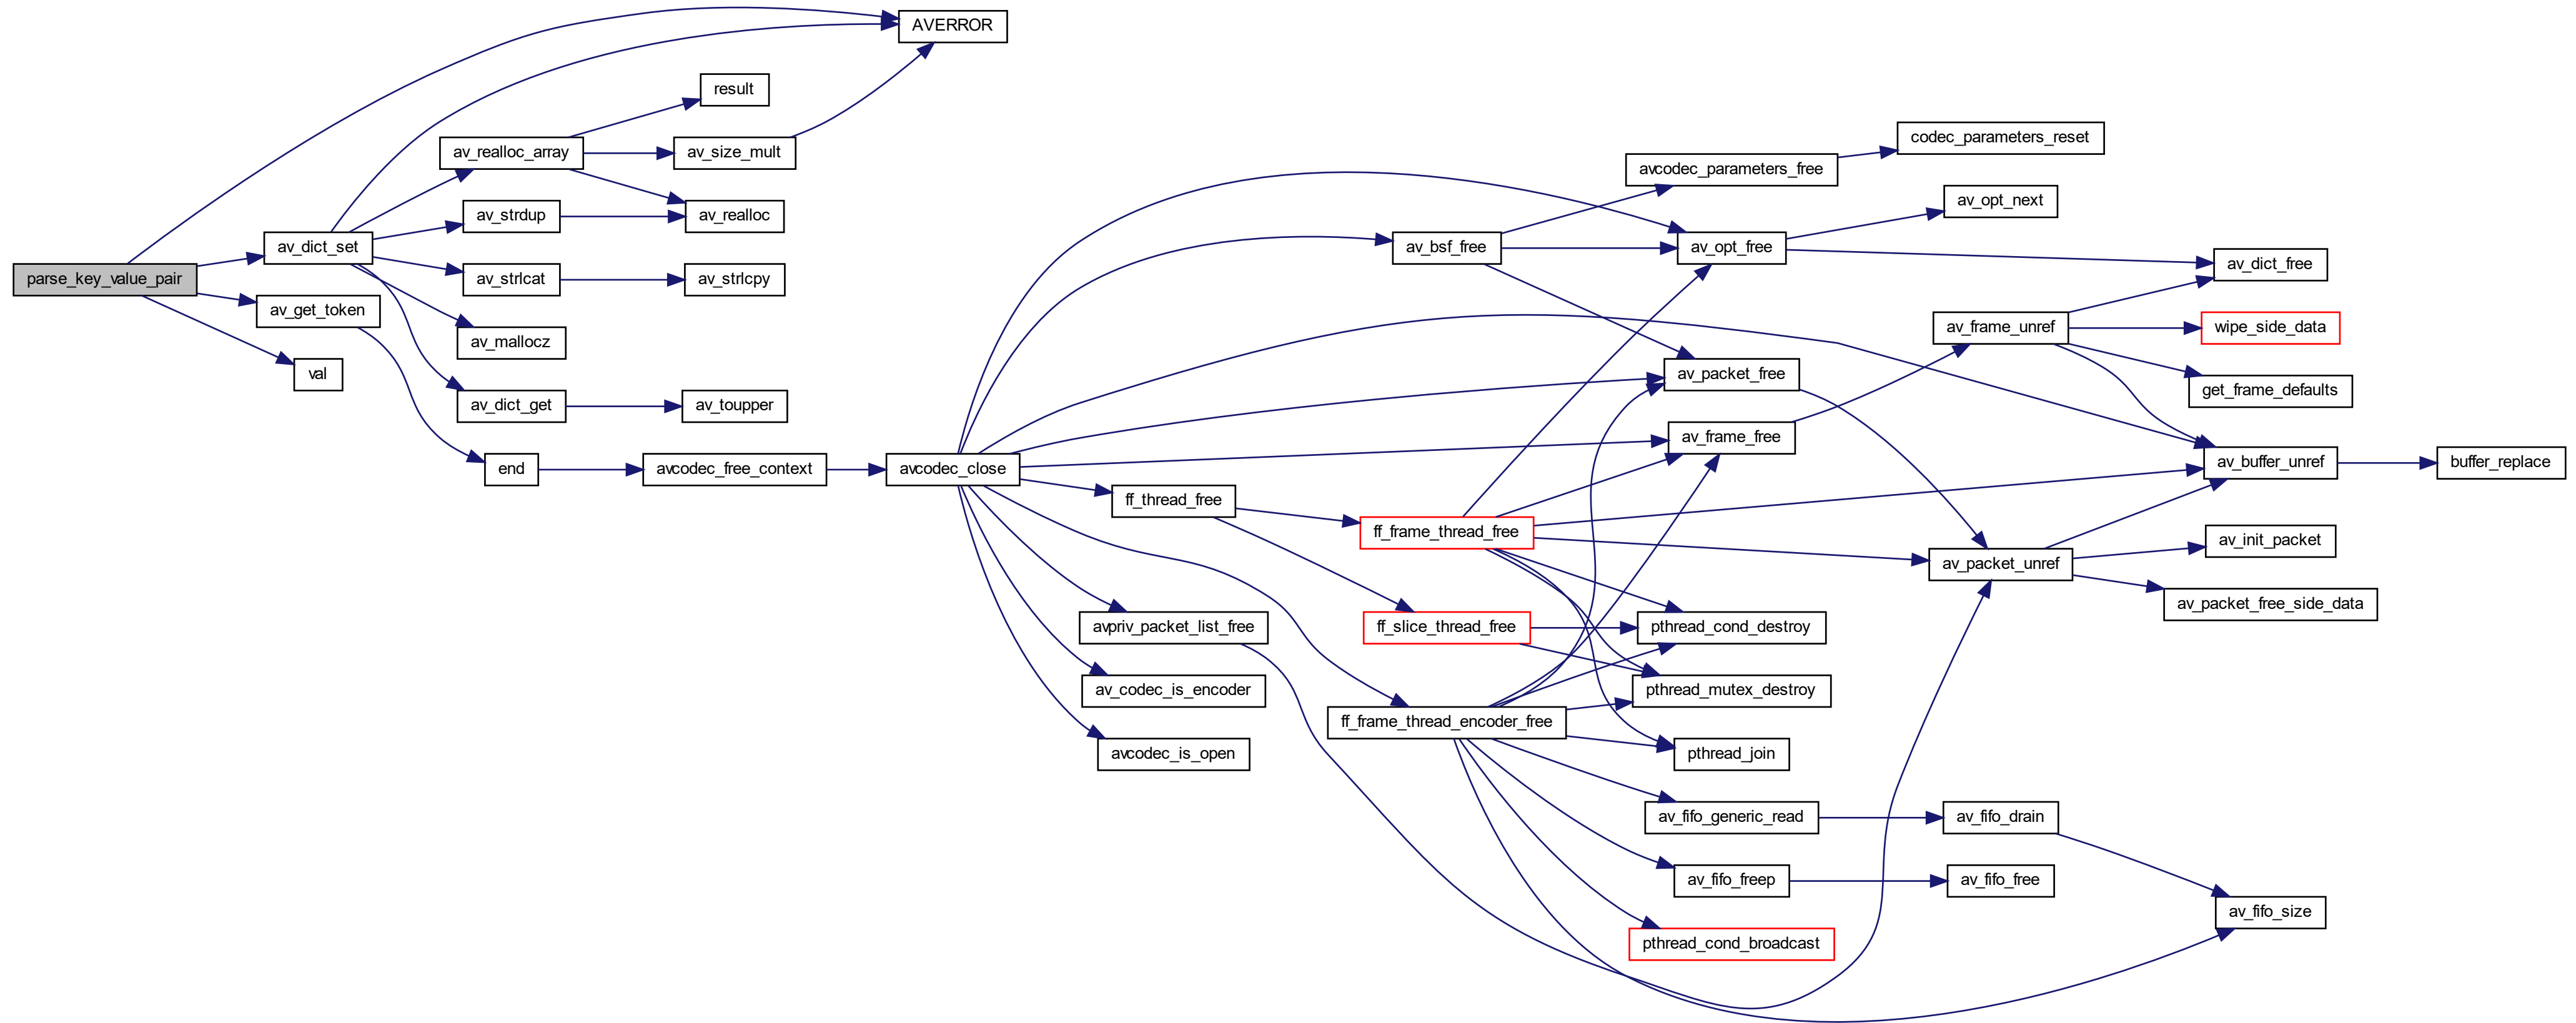 AVERROR
result
av_realloc_array
av_size_mult
av_strdup
av_realloc
av_dict_set
parse_key_value_pair
av_strlcat
av_strlcpy
av_get_token
av_mallocz
val
av_dict_get
av_toupper
end
avcodec_free_context
avcodec_close
codec_parameters_reset
avcodec_parameters_free
av_opt_next
av_bsf_free
av_opt_free
av_dict_free
av_frame_unref
wipe_side_data
av_packet_free
get_frame_defaults
av_frame_free
av_buffer_unref
buffer_replace
ff_thread_free
ff_frame_thread_free
av_init_packet
av_packet_unref
av_packet_free_side_data
avpriv_packet_list_free
ff_slice_thread_free
pthread_cond_destroy
av_codec_is_encoder
pthread_mutex_destroy
ff_frame_thread_encoder_free
avcodec_is_open
pthread_join
av_fifo_generic_read
av_fifo_drain
av_fifo_freep
av_fifo_free
av_fifo_size
pthread_cond_broadcast